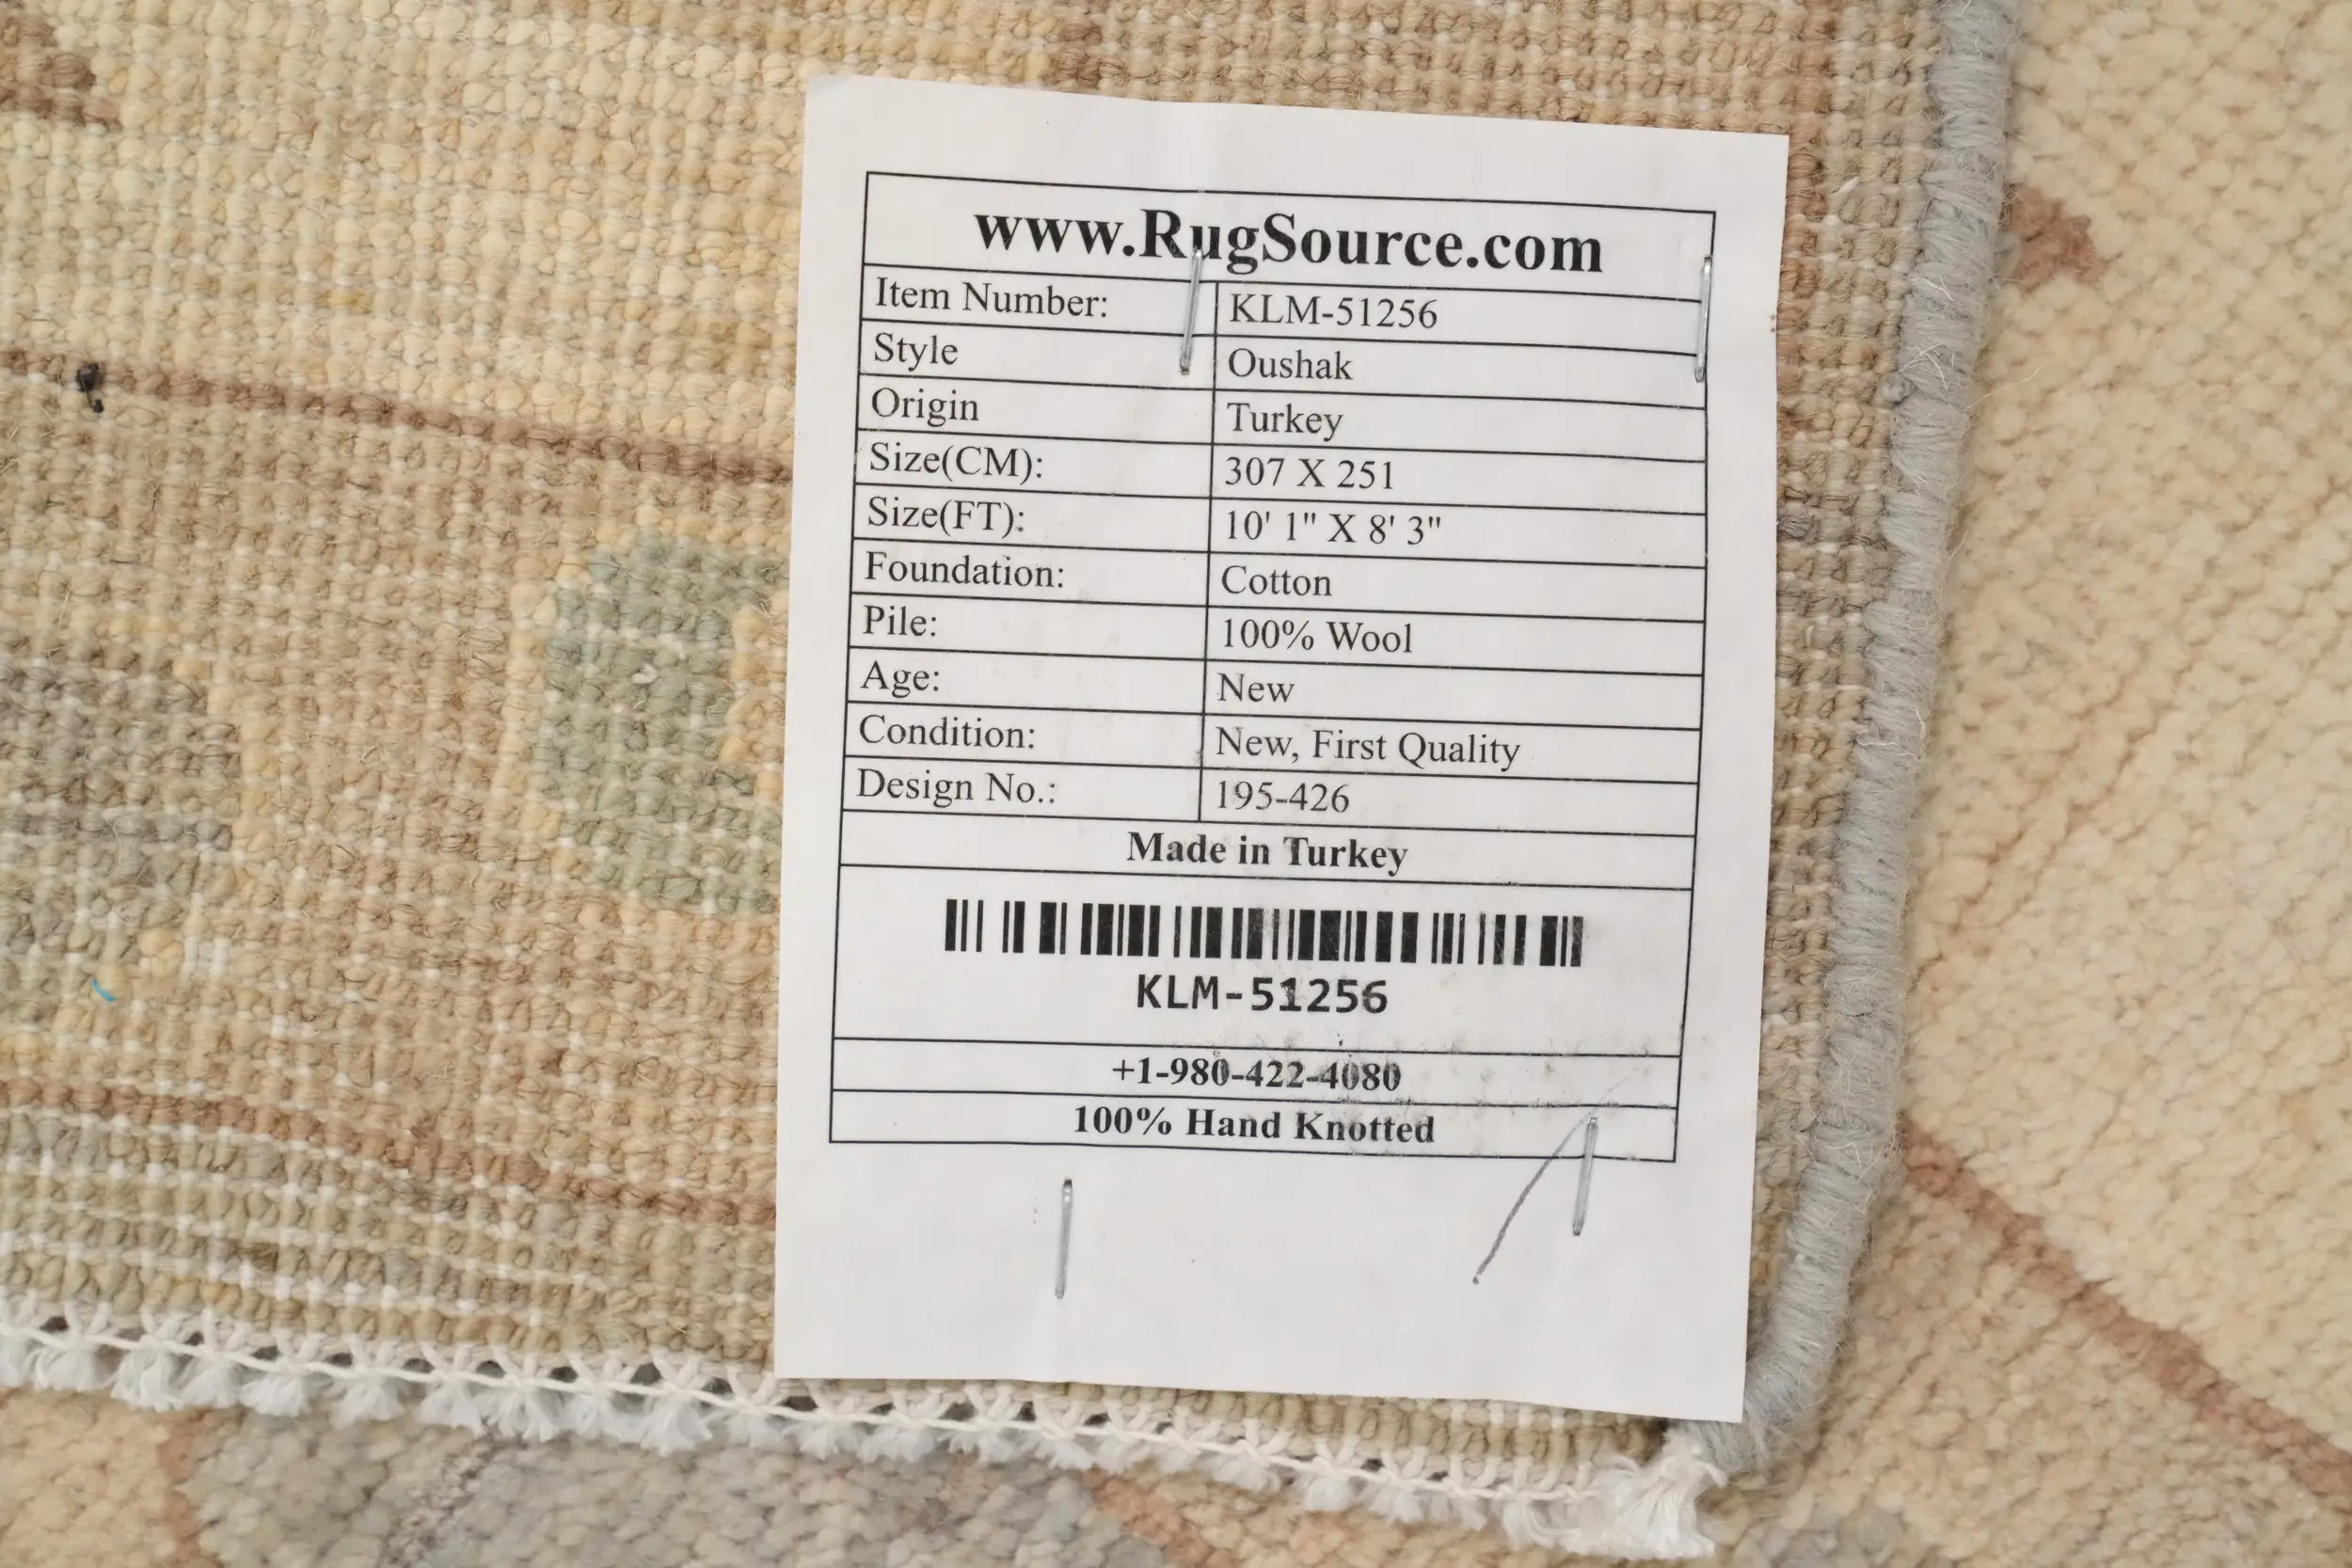 www.RugSource.com
Item Number: KLM-51256
Style Oushak
Origin Turkey
Size(CM): 307 X 251
Size(FT): 10' 1" X 8' 3"
Foundation: Cotton
Pile: 100% Wool
Age: New
Condition: New, First Quality
Design No.: 195-426
Made in Turkey
KLM-51256
+1-980-422-4080
100% Hand Knotted